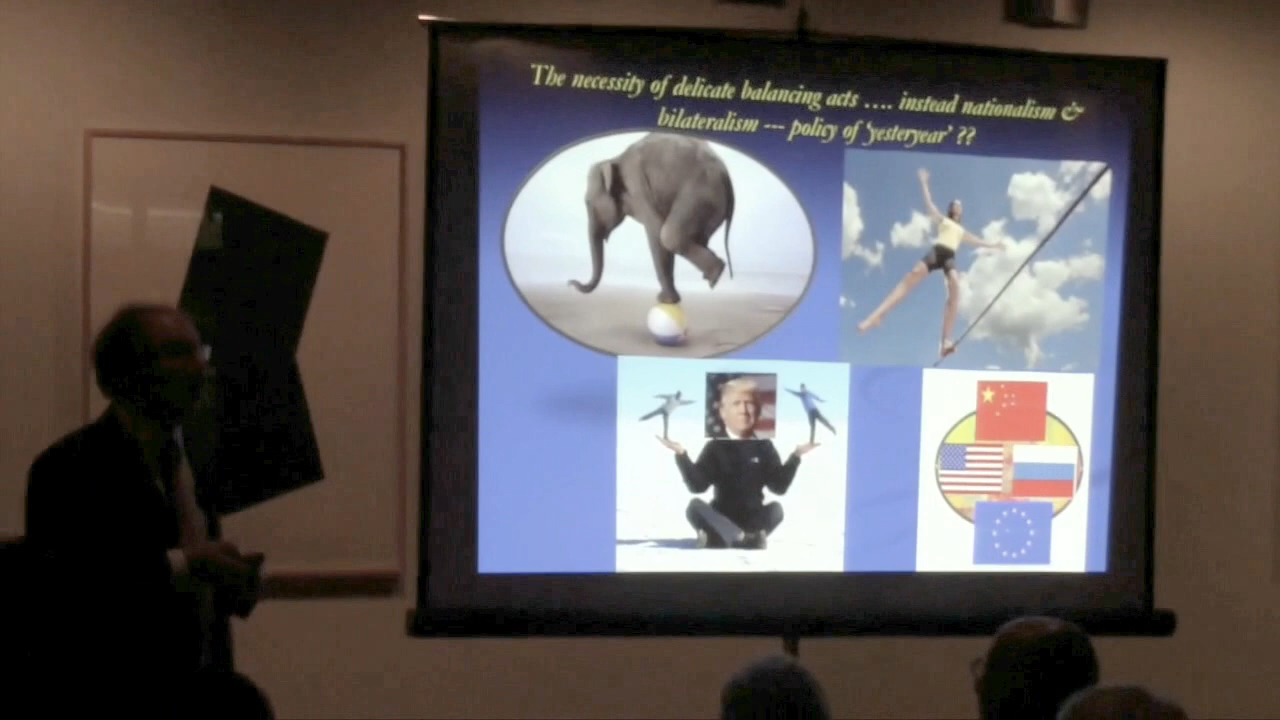 The necessity of delicate balancing acts .... instead nationalism &
bilateralism --- policy of 'yesteryear' ??